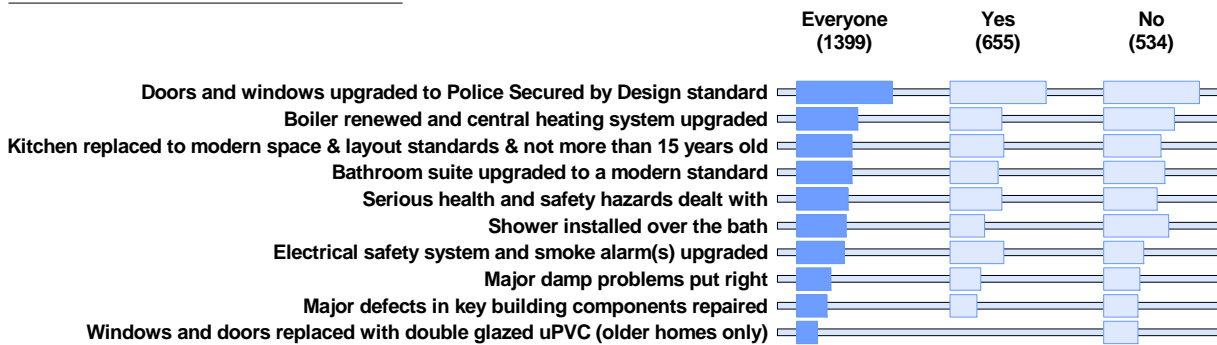 Everyone Yes No
(1399) (655) (534)
Doors and windows upgraded to Police Secured by Design standard
Boiler renewed and central heating system upgraded
Kitchen replaced to modern space & layout standards & not more than 15 years old
Bathroom suite upgraded to a modern standard
Serious health and safety hazards dealt with
Shower installed over the bath
Electrical safety system and smoke alarm(s) upgraded
Major damp problems put right
Major defects in key building components repaired
Windows and doors replaced with double glazed uPVC (older homes only)